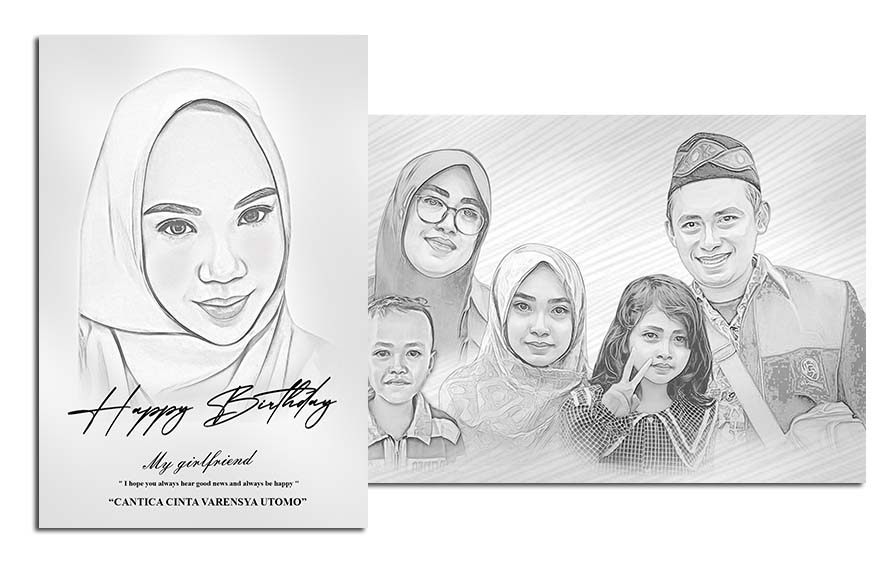 Happy Birthday
My girlfriend
" I hope you always hear good news and always be happy "
“CANTICA CINTA VARENSYA UTOMO”